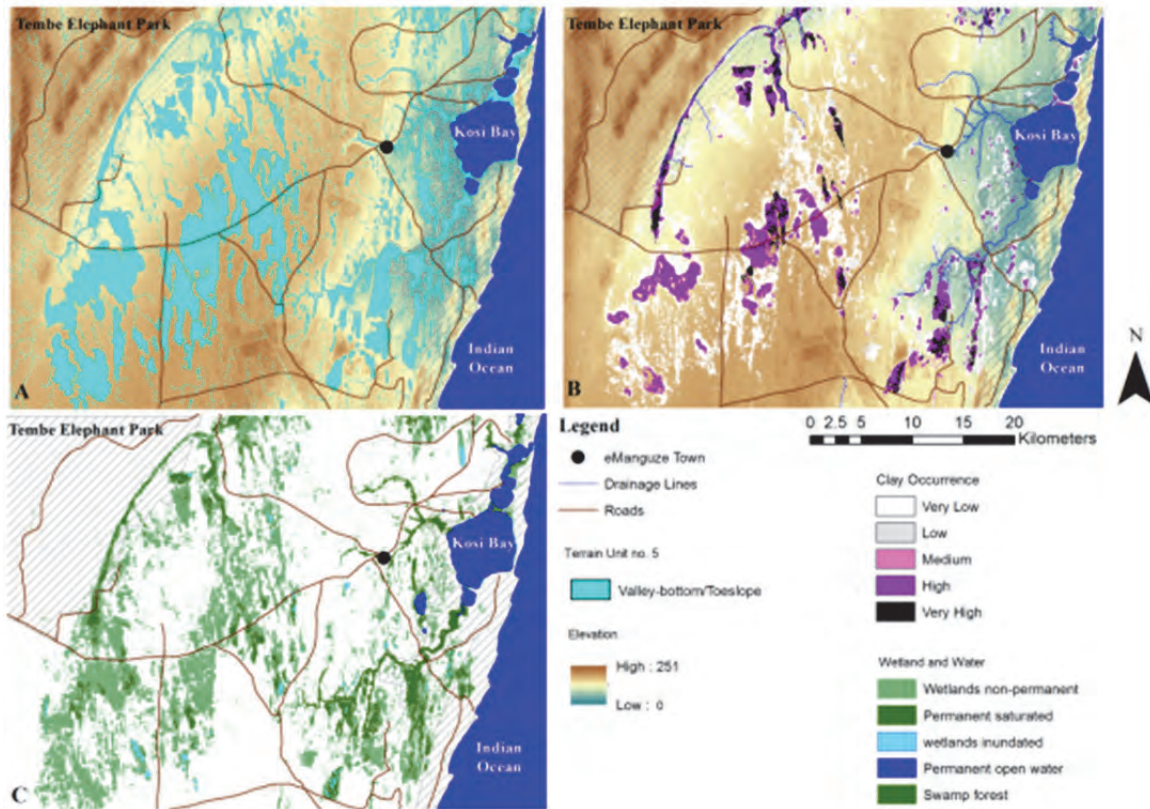 Tembe Elephant Park
Kosi Bay
Indian
Ocean
A
Tembe Elephant Park
Kosi Bay
Indian
Ocean
B
N
Tembe Elephant Park
Kosi Bay
Indian
Ocean
C
Legend
eManguze Town
Drainage Lines
Roads
Terrain Unit no. 5
Valley-bottom/Toeslope
Elevation
High : 251
Low : 0
0 2.5 5 10 15 20
Kilometers
Clay Occurrence
Very Low
Low
Medium
High
Very High
Wetland and Water
Wetlands non-permanent
Permanent saturated
wetlands inundated
Permanent open water
Swamp forest